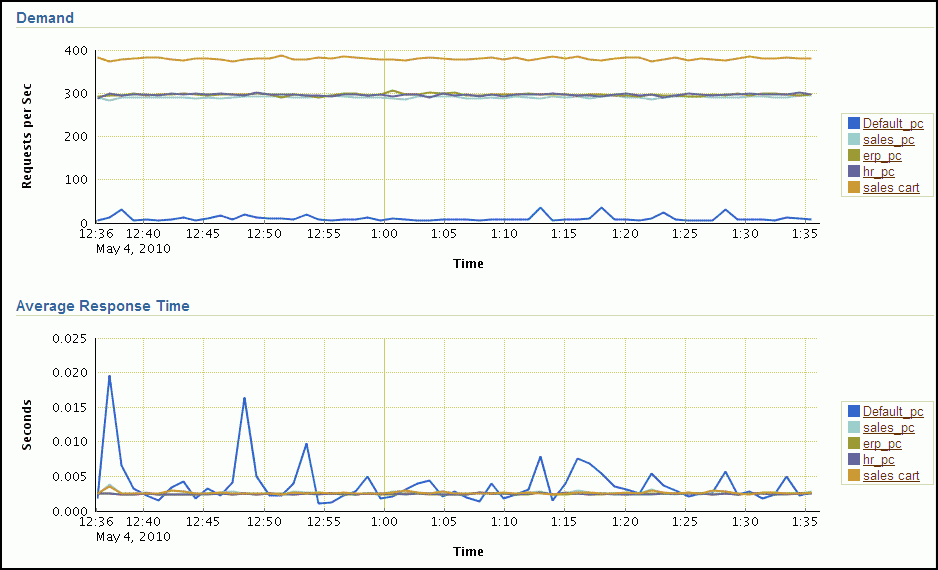 Demand
400
300
200
100
0
Requests per Sec
12:36 12:40 12:45 12:50 12:55 1:00 1:05 1:10 1:15 1:20 1:25 1:30 1:35
May 4, 2010
Time
Default_pc
sales_pc
erp_pc
hr_pc
sales cart
Average Response Time
0.025
0.020
0.015
0.010
0.005
0.000
Seconds
12:36 12:40 12:45 12:50 12:55 1:00 1:05 1:10 1:15 1:20 1:25 1:30 1:35
May 4, 2010
Time
Default_pc
sales_pc
erp_pc
hr_pc
sales cart